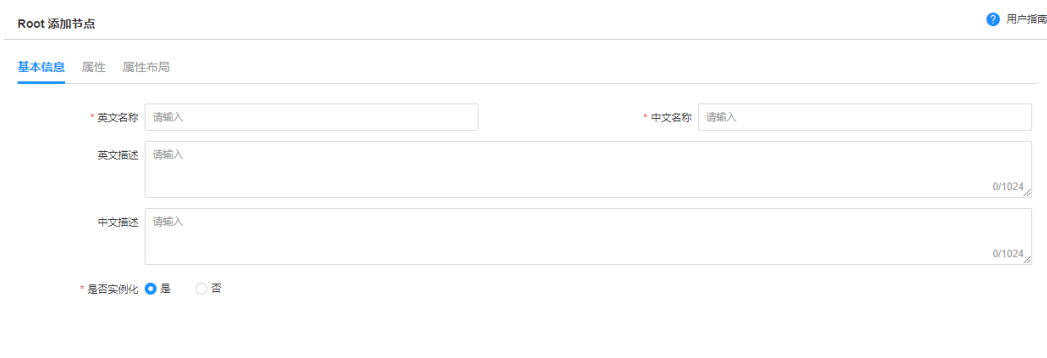 Root 添加节点
? 用户指南
基本信息 属性 属性布局
* 英文名称 请输入 * 中文名称 请输入
英文描述 请输入
0/1024
中文描述 请输入
0/1024
* 是否实例化 是 否